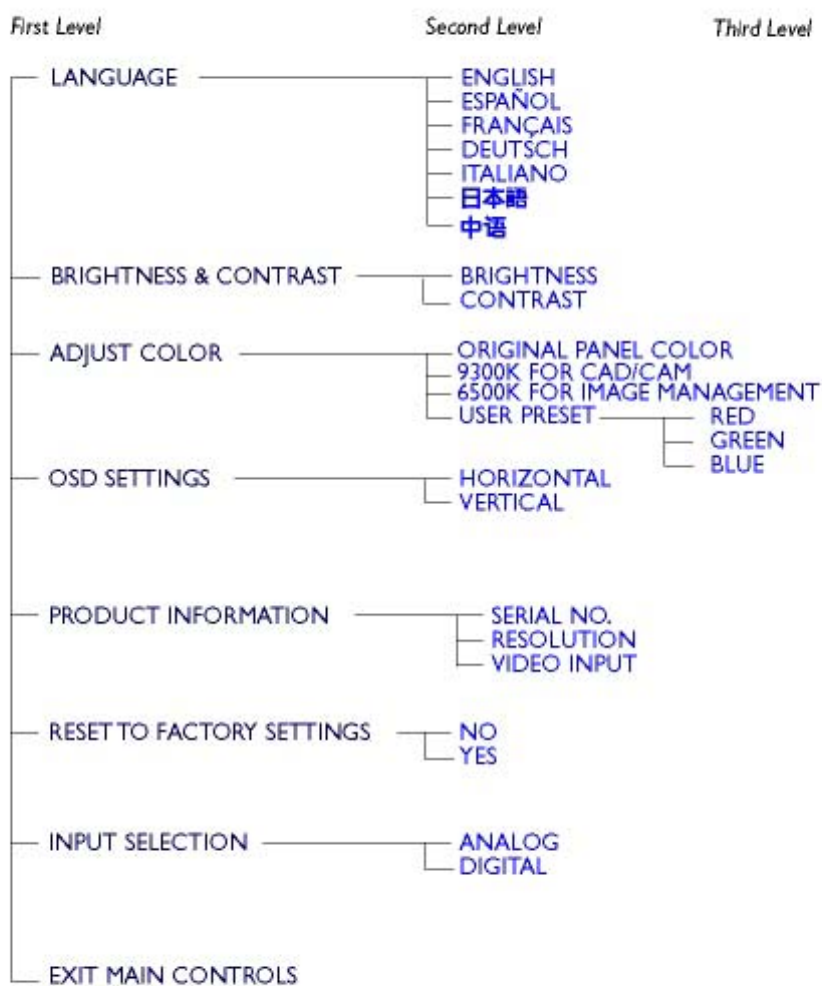 First Level Second Level Third Level
LANGUAGE ENGLISH
ESPAÑOL
FRANÇAIS
DEUTSCH
ITALIANO
日本語
中语
BRIGHTNESS & CONTRAST BRIGHTNESS
CONTRAST
ADJUST COLOR ORIGINAL PANEL COLOR
9300K FOR CAD/CAM
6500K FOR IMAGE MANAGEMENT
USER PRESET RED
GREEN
BLUE
OSD SETTINGS HORIZONTAL
VERTICAL
PRODUCT INFORMATION SERIAL NO.
RESOLUTION
VIDEO INPUT
RESET TO FACTORY SETTINGS NO
YES
INPUT SELECTION ANALOG
DIGITAL
EXIT MAIN CONTROLS